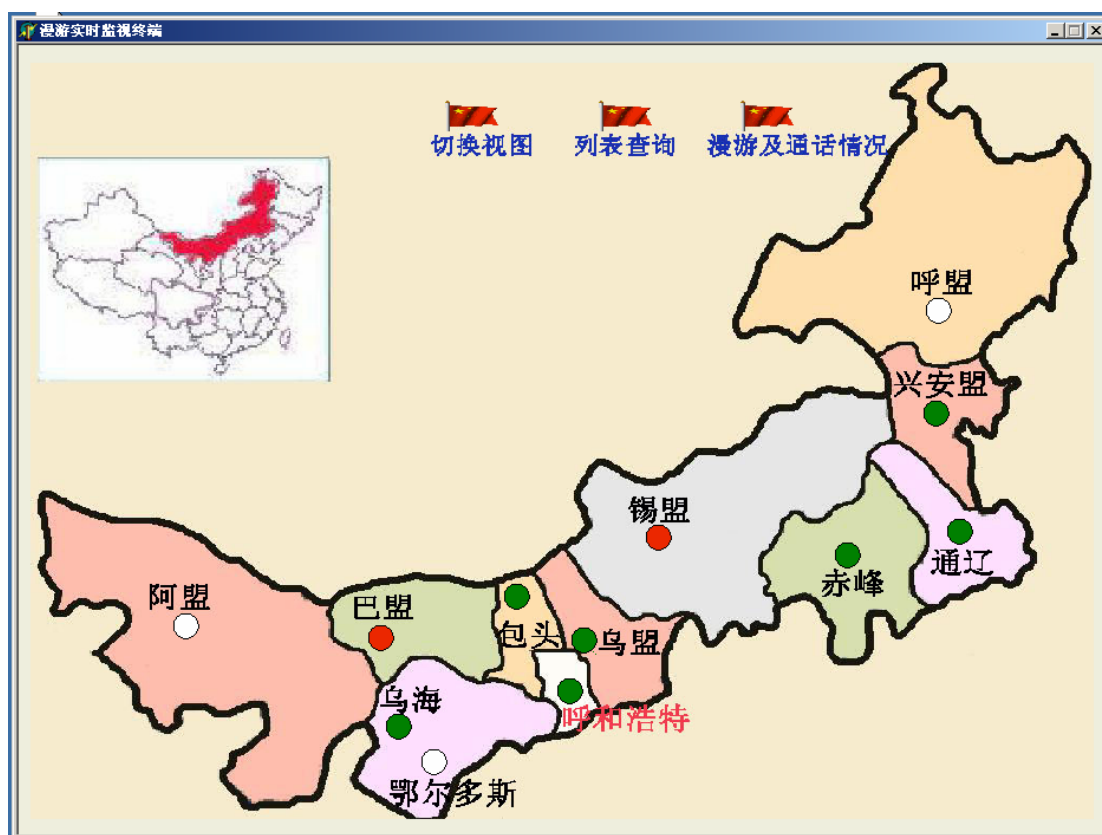 漫游实时监视终端
切换视图 列表查询 漫游及通话情况
呼盟
兴安盟
锡盟
通辽
赤峰
阿盟
巴盟
包头
乌盟
乌海
呼和浩特
鄂尔多斯